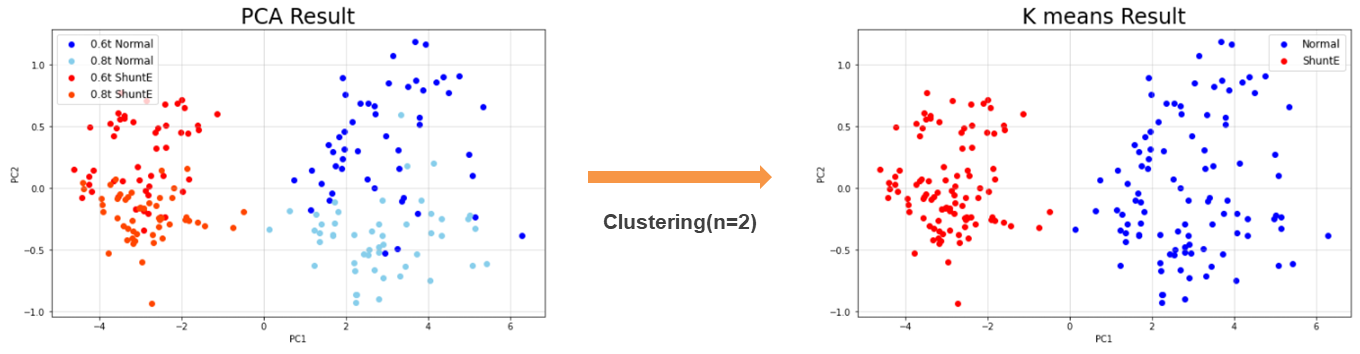 PCA Result
0.6t Normal
0.8t Normal
0.6t ShuntE
0.8t ShuntE
PC2
1.0
0.5
0.0
−0.5
−1.0
−4
−2
0
2
4
6
PC1
Clustering(n=2)
K means Result
Normal
ShuntE
PC2
1.0
0.5
0.0
−0.5
−1.0
−4
−2
0
2
4
6
PC1